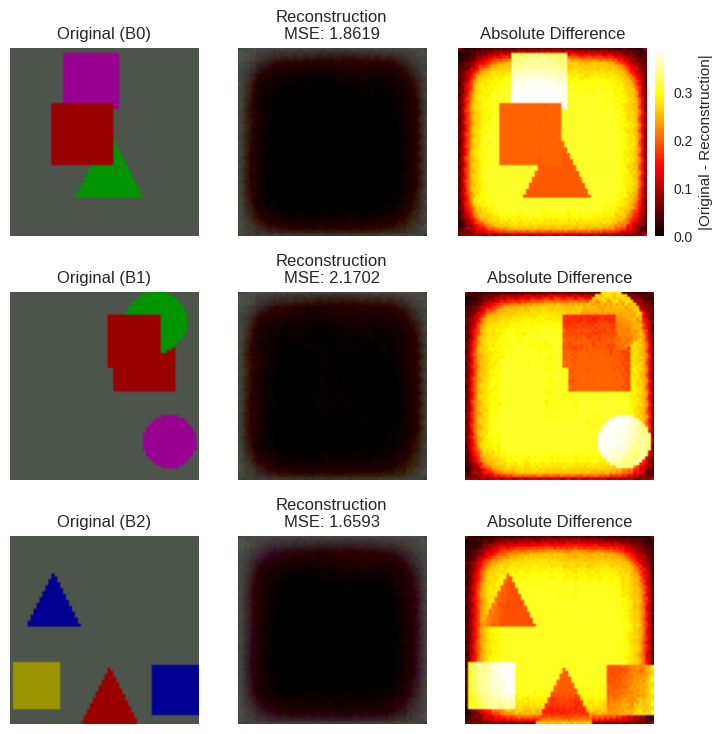 Original (B0)
Reconstruction
MSE: 1.8619
Absolute Difference
0.3
0.2
0.1
0.0
|Original - Reconstruction|
Original (B1)
Reconstruction
MSE: 2.1702
Absolute Difference
Original (B2)
Reconstruction
MSE: 1.6593
Absolute Difference